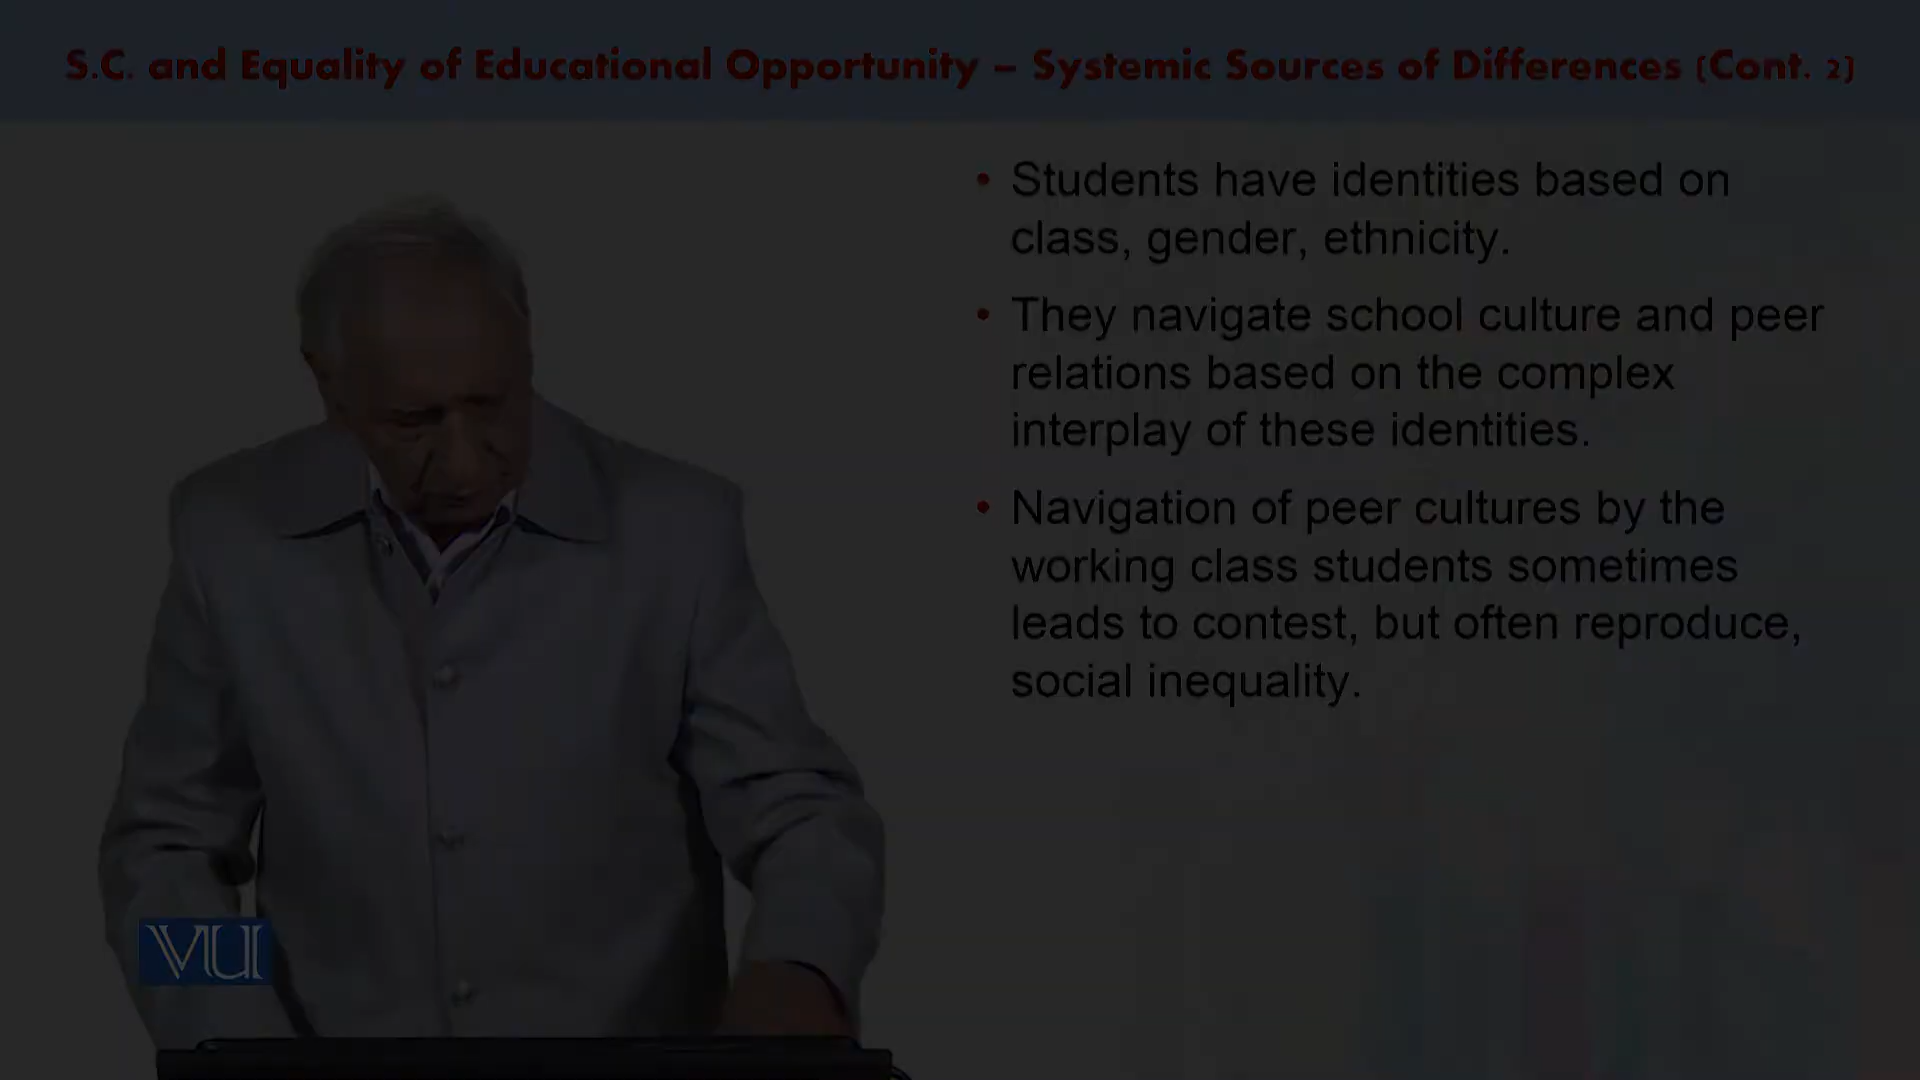 S.C. and Equality of Educational Opportunity – Systemic Sources of Differences (Cont. 2)
• Students have identities based on
class, gender, ethnicity.
• They navigate school culture and peer
relations based on the complex
interplay of these identities.
• Navigation of peer cultures by the
working class students sometimes
leads to contest, but often reproduce,
social inequality.
VU